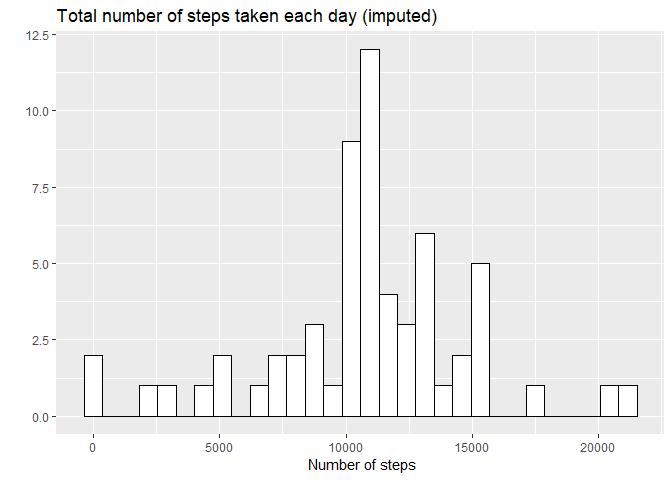 Total number of steps taken each day (imputed)
12.5
10.0
7.5
5.0
2.5
0.0
0 5000 10000 15000 20000
Number of steps